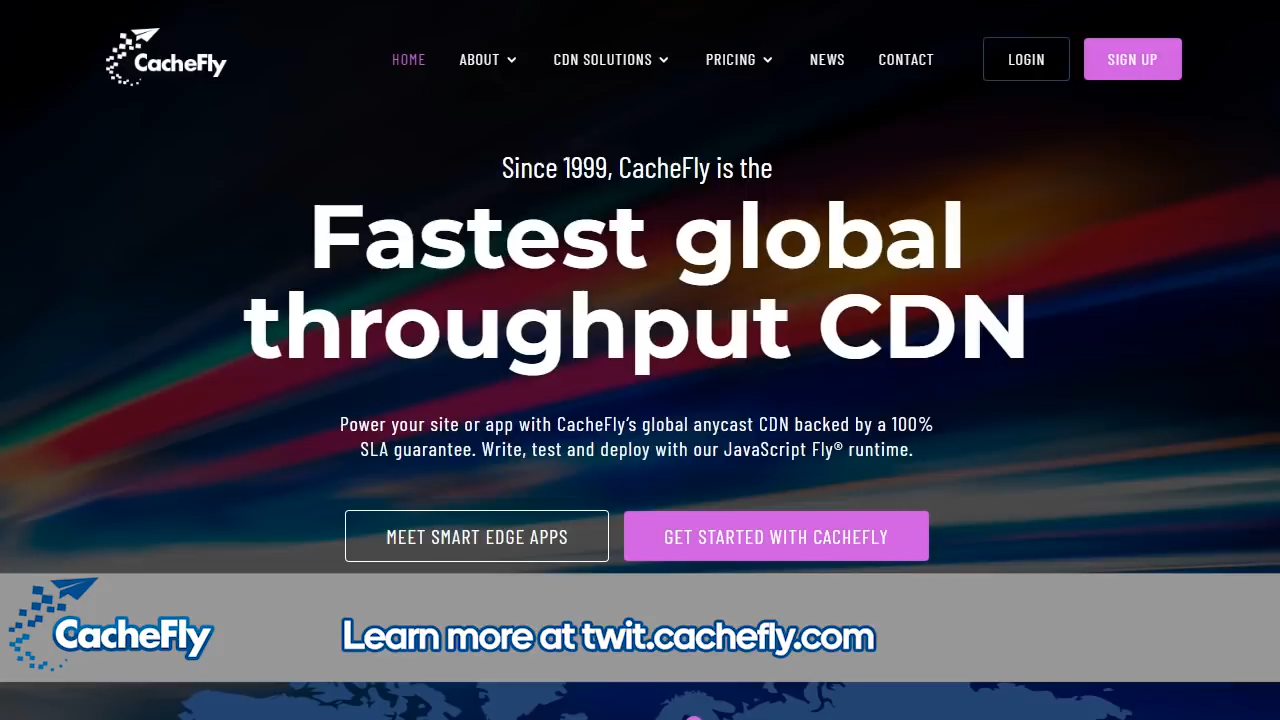 CacheFly
HOME ABOUT CDN SOLUTIONS PRICING NEWS CONTACT LOGIN SIGN UP
Since 1999, CacheFly is the
Fastest global
throughput CDN
Power your site or app with CacheFly’s global anycast CDN backed by a 100%
SLA guarantee. Write, test and deploy with our JavaScript Fly® runtime.
MEET SMART EDGE APPS GET STARTED WITH CACHEFLY
CacheFly Learn more at twit.cachefly.com